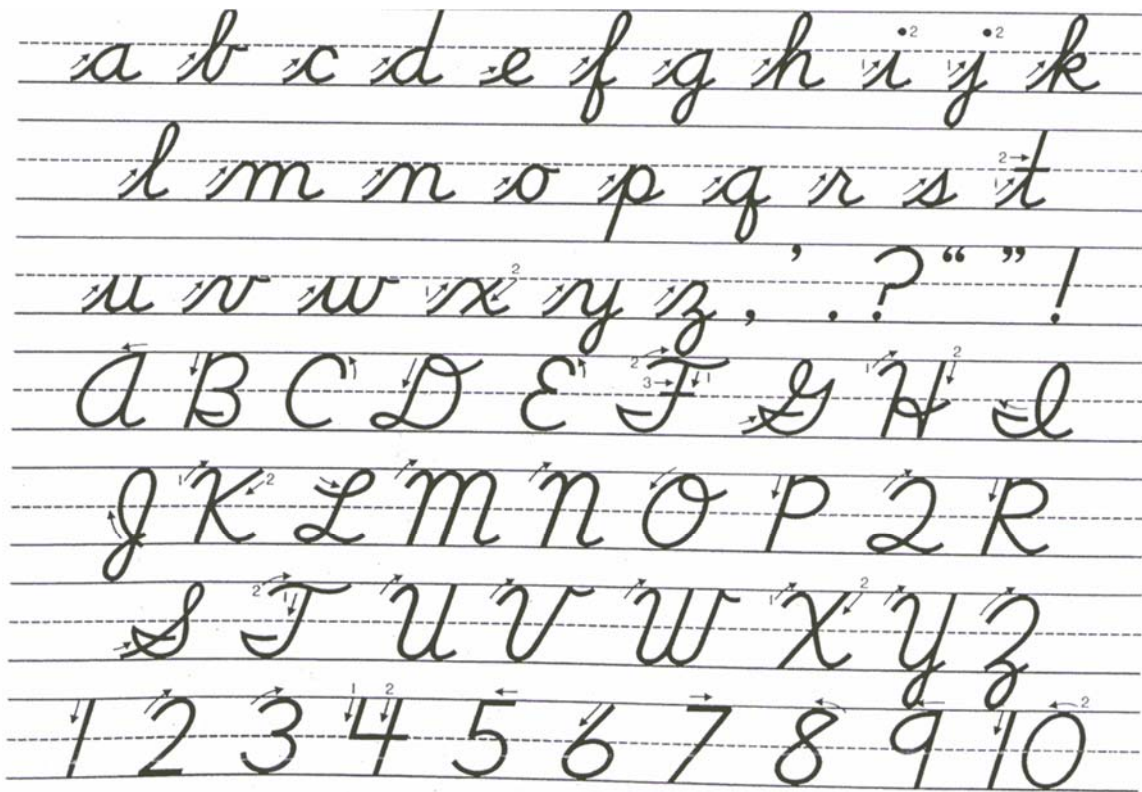 a b c d e f g h i j k
l m n o p q r s t
u v w x y z , ’ . ? “ ” !
A B C D E F G H I
J K L M N O P Q R
S T U V W X Y Z
1 2 3 4 5 6 7 8 9 10